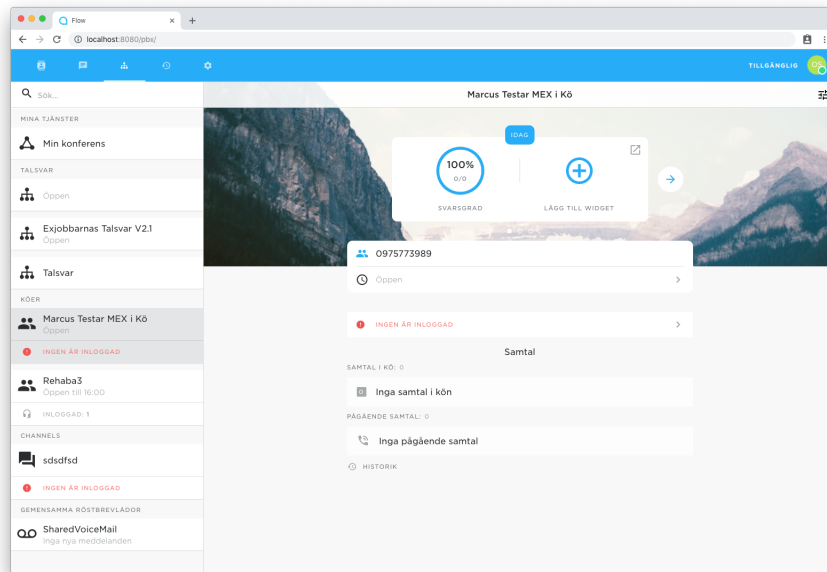 Flow
localhost:8080/pbx/
TILLGÄNGLIG
OS
Sök...
Marcus Testar MEX i Kö
MINA TJÄNSTER
Min konferens
TALSVAR
Öppen
Exjobbarnas Talsvar V2.1
Öppen
Talsvar
KÖER
Marcus Testar MEX i Kö
Öppen
INGEN ÄR INLOGGAD
Rehaba3
Öppen till 16:00
INLOGGAD: 1
CHANNELS
sdsdfsd
INGEN ÄR INLOGGAD
GEMENSAMMA RÖSTBREVLÅDOR
SharedVoiceMail
Inga nya meddelanden
IDAG
100%
0/0
SVARSGRAD
LÄGG TILL WIDGET
0975773989
Öppen
INGEN ÄR INLOGGAD
Samtal
SAMTAL I KÖ: 0
0
Inga samtal i kön
PÅGÅENDE SAMTAL: 0
Inga pågående samtal
HISTORIK